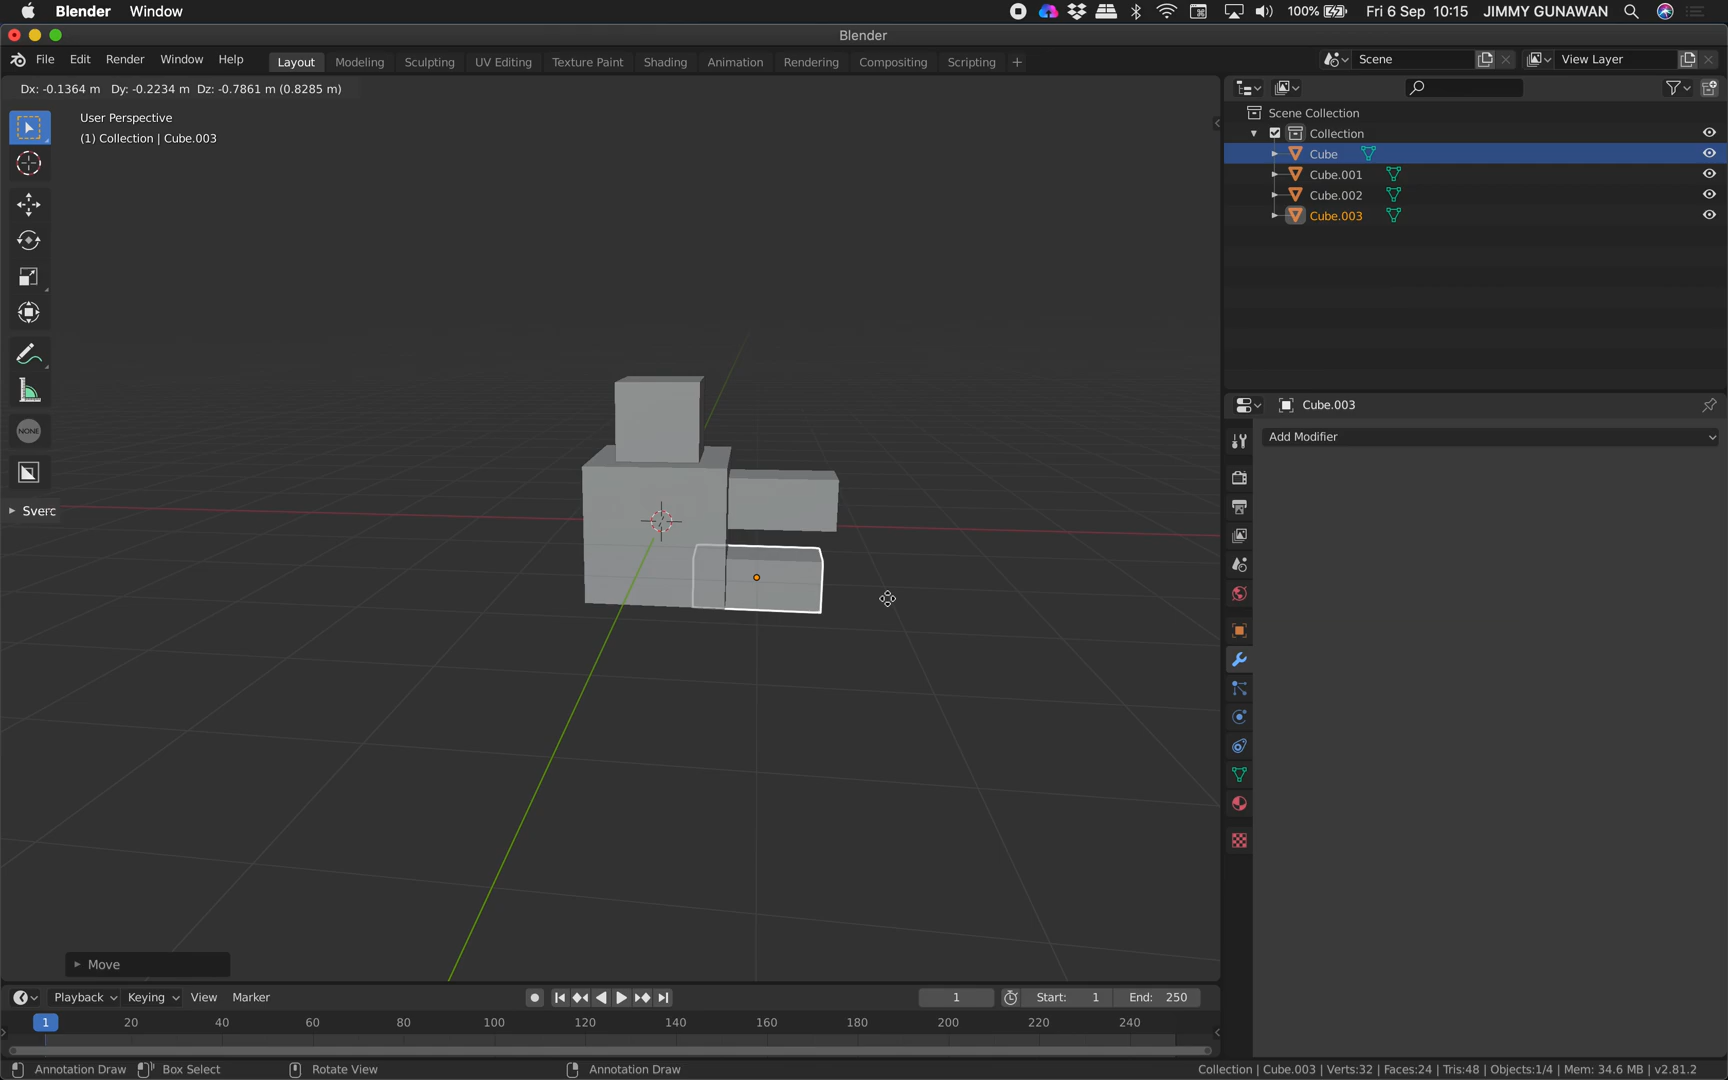 Blender Window 100% Fri 6 Sep 10:15 JIMMY GUNAWAN
Blender
File Edit Render Window Help Layout Modeling Sculpting UV Editing Texture Paint Shading Animation Rendering Compositing Scripting + Scene View Layer
Dx: -0.1364 m Dy: -0.2234 m Dz: -0.7861 m (0.8285 m)
User Perspective
(1) Collection | Cube.003
Scene Collection
Collection
Cube
Cube.001
Cube.002
Cube.003
Cube.003
Add Modifier
NONE
Sverc
Move
Playback Keying View Marker 1 Start: 1 End: 250
1 20 40 60 80 100 120 140 160 180 200 220 240
Annotation Draw Box Select Rotate View Annotation Draw Collection | Cube.003 | Verts:32 | Faces:24 | Tris:48 | Objects:1/4 | Mem: 34.6 MB | v2.81.2